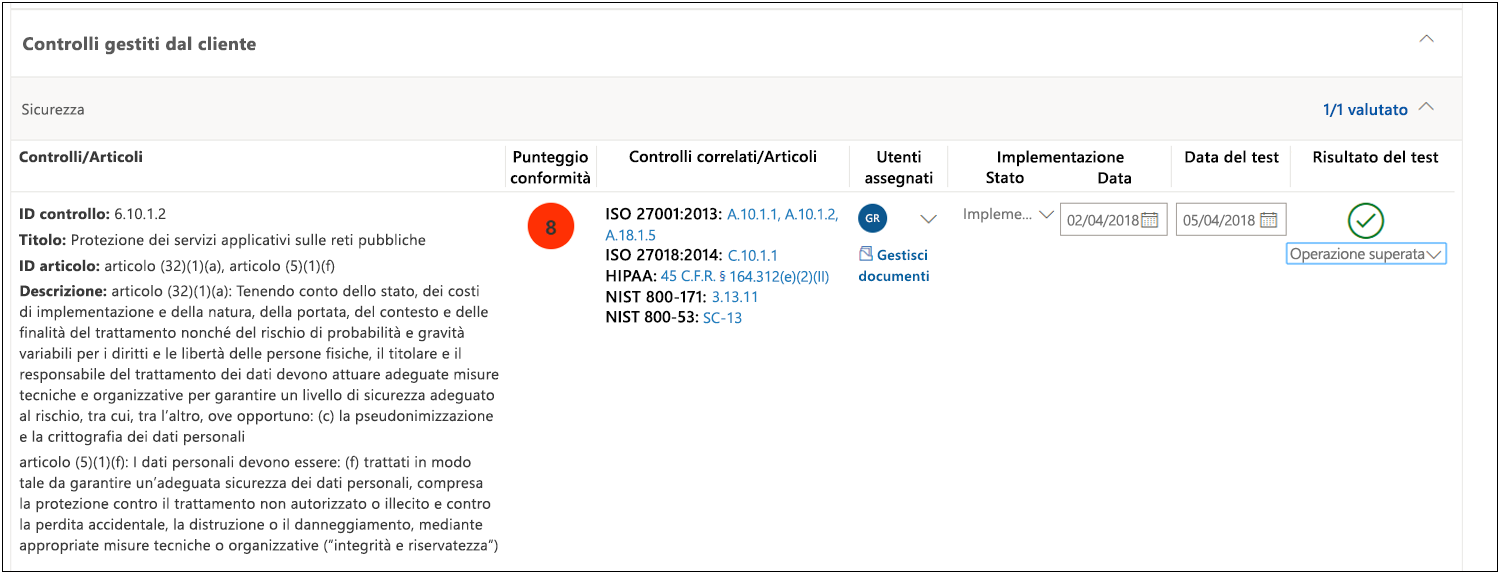 Controlli gestiti dal cliente
Sicurezza
1/1 valutato
Controlli/Articoli
Punteggio
conformità
Controlli correlati/Articoli
Utenti
assegnati
Implementazione
Stato
Data
Data del test
Risultato del test
ID controllo: 6.10.1.2
Titolo: Protezione dei servizi applicativi sulle reti pubbliche
ID articolo: articolo (32)(1)(a), articolo (5)(1)(f)
Descrizione: articolo (32)(1)(a): Tenendo conto dello stato, dei costi
di implementazione e della natura, della portata, del contesto e delle
finalità del trattamento nonché del rischio di probabilità e gravità
variabili per i diritti e le libertà delle persone fisiche, il titolare e il
responsabile del trattamento dei dati devono attuare adeguate misure
tecniche e organizzative per garantire un livello di sicurezza adeguato
al rischio, tra cui, tra l’altro, ove opportuno: (c) la pseudonimizzazione
e la crittografia dei dati personali
articolo (5)(1)(f): I dati personali devono essere: (f) trattati in modo
tale da garantire un’adeguata sicurezza dei dati personali, compresa
la protezione contro il trattamento non autorizzato o illecito e contro
la perdita accidentale, la distruzione o il danneggiamento, mediante
appropriate misure tecniche o organizzative (“integrità e riservatezza”)
8
ISO 27001:2013: A.10.1.1, A.10.1.2,
A.18.1.5
ISO 27018:2014: C.10.1.1
HIPAA: 45 C.F.R. § 164.312(e)(2)(II)
NIST 800-171: 3.13.11
NIST 800-53: SC-13
GR
Gestisci
documenti
Impleme...
02/04/2018
05/04/2018
Operazione superata